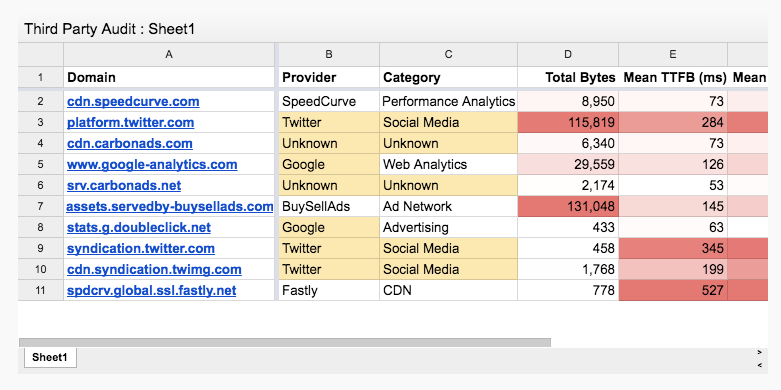 Third Party Audit : Sheet1
A B C D E
1 Domain Provider Category Total Bytes Mean TTFB (ms) Mean
2 cdn.speedcurve.com SpeedCurve Performance Analytics 8,950 73
3 platform.twitter.com Twitter Social Media 115,819 284
4 cdn.carbonads.com Unknown Unknown 6,340 73
5 www.google-analytics.com Google Web Analytics 29,559 126
6 srv.carbonads.net Unknown Unknown 2,174 53
7 assets.servedby-buysellads.com BuySellAds Ad Network 131,048 145
8 stats.g.doubleclick.net Google Advertising 433 63
9 syndication.twitter.com Twitter Social Media 458 345
10 cdn.syndication.twimg.com Twitter Social Media 1,768 199
11 spdcrv.global.ssl.fastly.net Fastly CDN 778 527
Sheet1